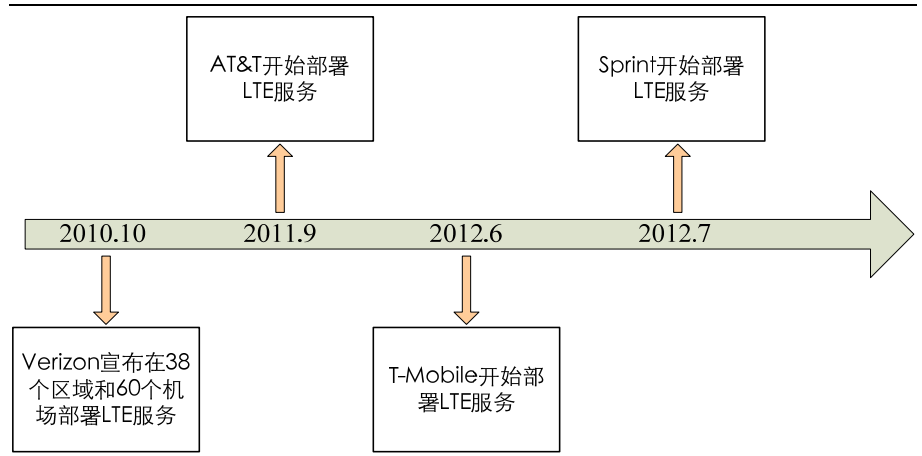 AT&T开始部署
LTE服务
Sprint开始部署
LTE服务
2010.10
2011.9
2012.6
2012.7
Verizon宣布在38
个区域和60个机
场部署LTE服务
T-Mobile开始部
署LTE服务